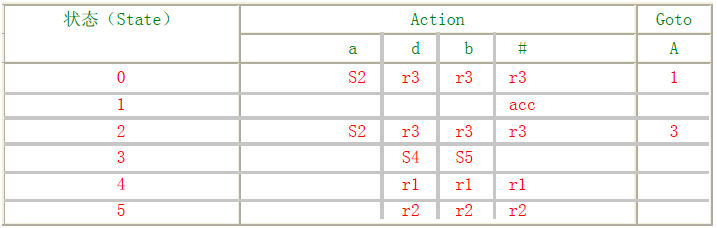 状态（State） Action Goto
a d b # A
0 S2 r3 r3 r3 1
1 acc
2 S2 r3 r3 r3 3
3 S4 S5
4 r1 r1 r1
5 r2 r2 r2